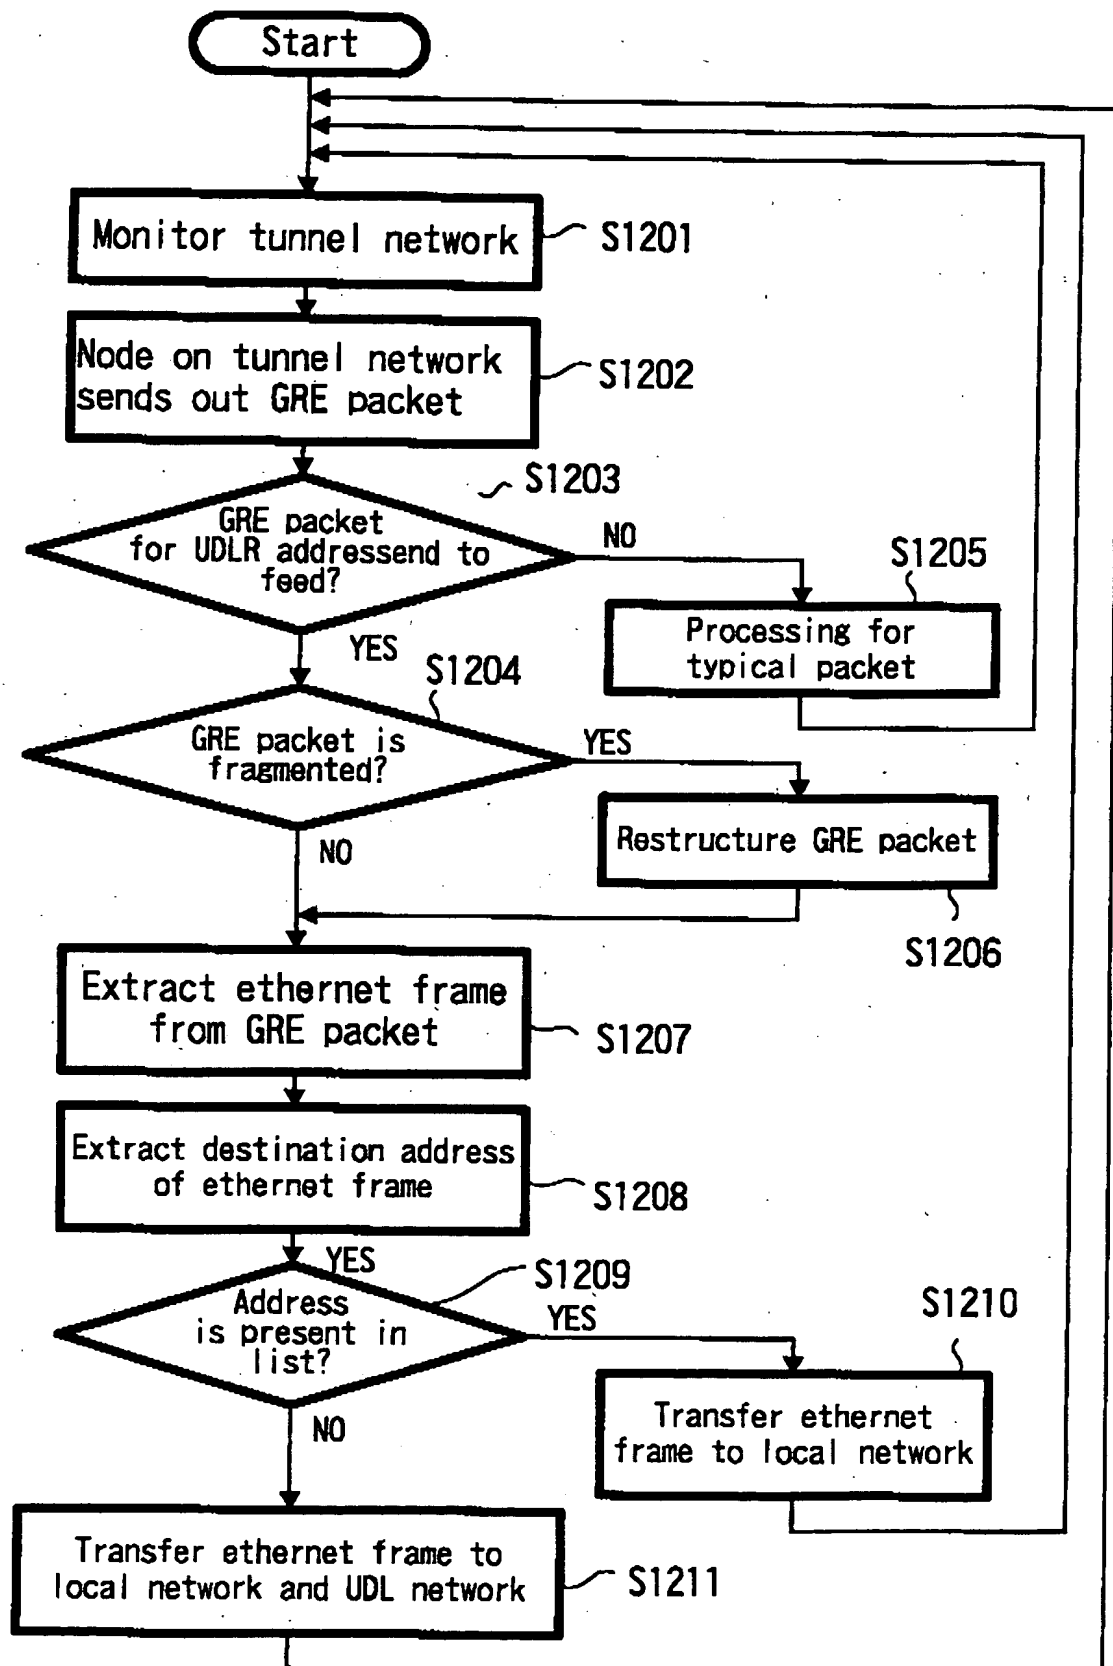 Start
Monitor tunnel network
S1201
Node on tunnel network
sends out GRE packet
S1202
S1203
GRE packet
for UDLR addressend to
feed?
NO
S1205
Processing for
typical packet
YES
S1204
GRE packet is
fragmented?
YES
Restructure GRE packet
NO
S1206
Extract ethernet frame
from GRE packet
S1207
Extract destination address
of ethernet frame
S1208
YES
S1209
Address
is present in
list?
YES
S1210
Transfer ethernet
frame to local network
NO
Transfer ethernet frame to
local network and UDL network
S1211